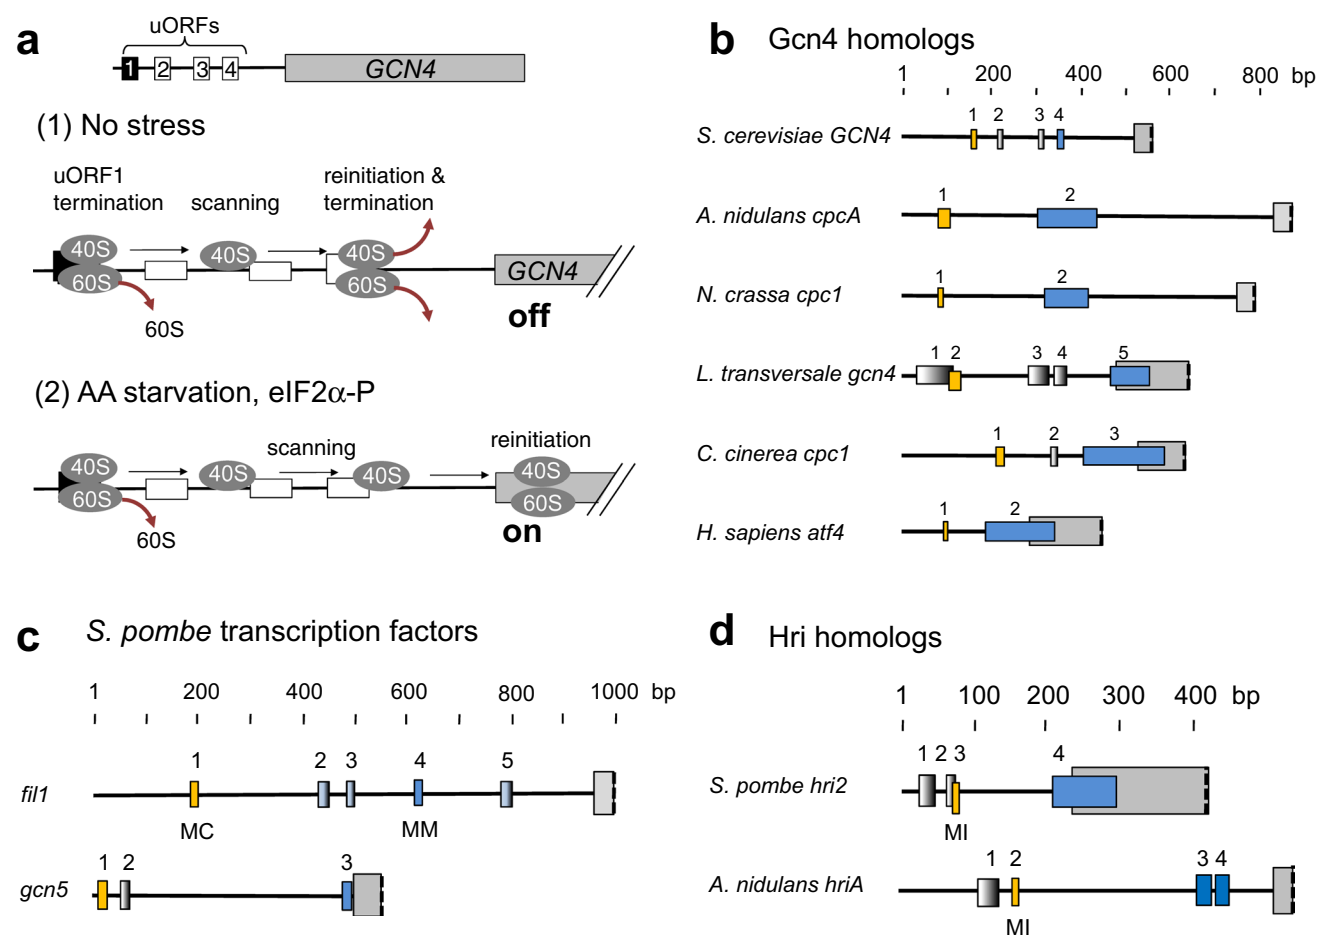 a
uORFs
1 2 3 4 GCN4
(1) No stress
uORF1
termination
scanning
reinitiation &
termination
40S 40S 40S
60S 60S GCN4
60S
off
(2) AA starvation, eIF2α-P
scanning
reinitiation
40S 40S 40S 40S
60S 60S
60S
on
b Gcn4 homologs
1 200 400 600 800 bp
1 2 3 4
S. cerevisiae GCN4
1 2
A. nidulans cpcA
1 2
N. crassa cpc1
1 2 3 4 5
L. transversale gcn4
1 2 3
C. cinerea cpc1
1 2
H. sapiens atf4
c S. pombe transcription factors
1 200 400 600 800 1000 bp
1 2 3 4 5
fil1
MC MM
1 2 3
gcn5
d Hri homologs
1 100 200 300 400 bp
1 2 3 4
S. pombe hri2
MI
1 2 3 4
A. nidulans hriA
MI